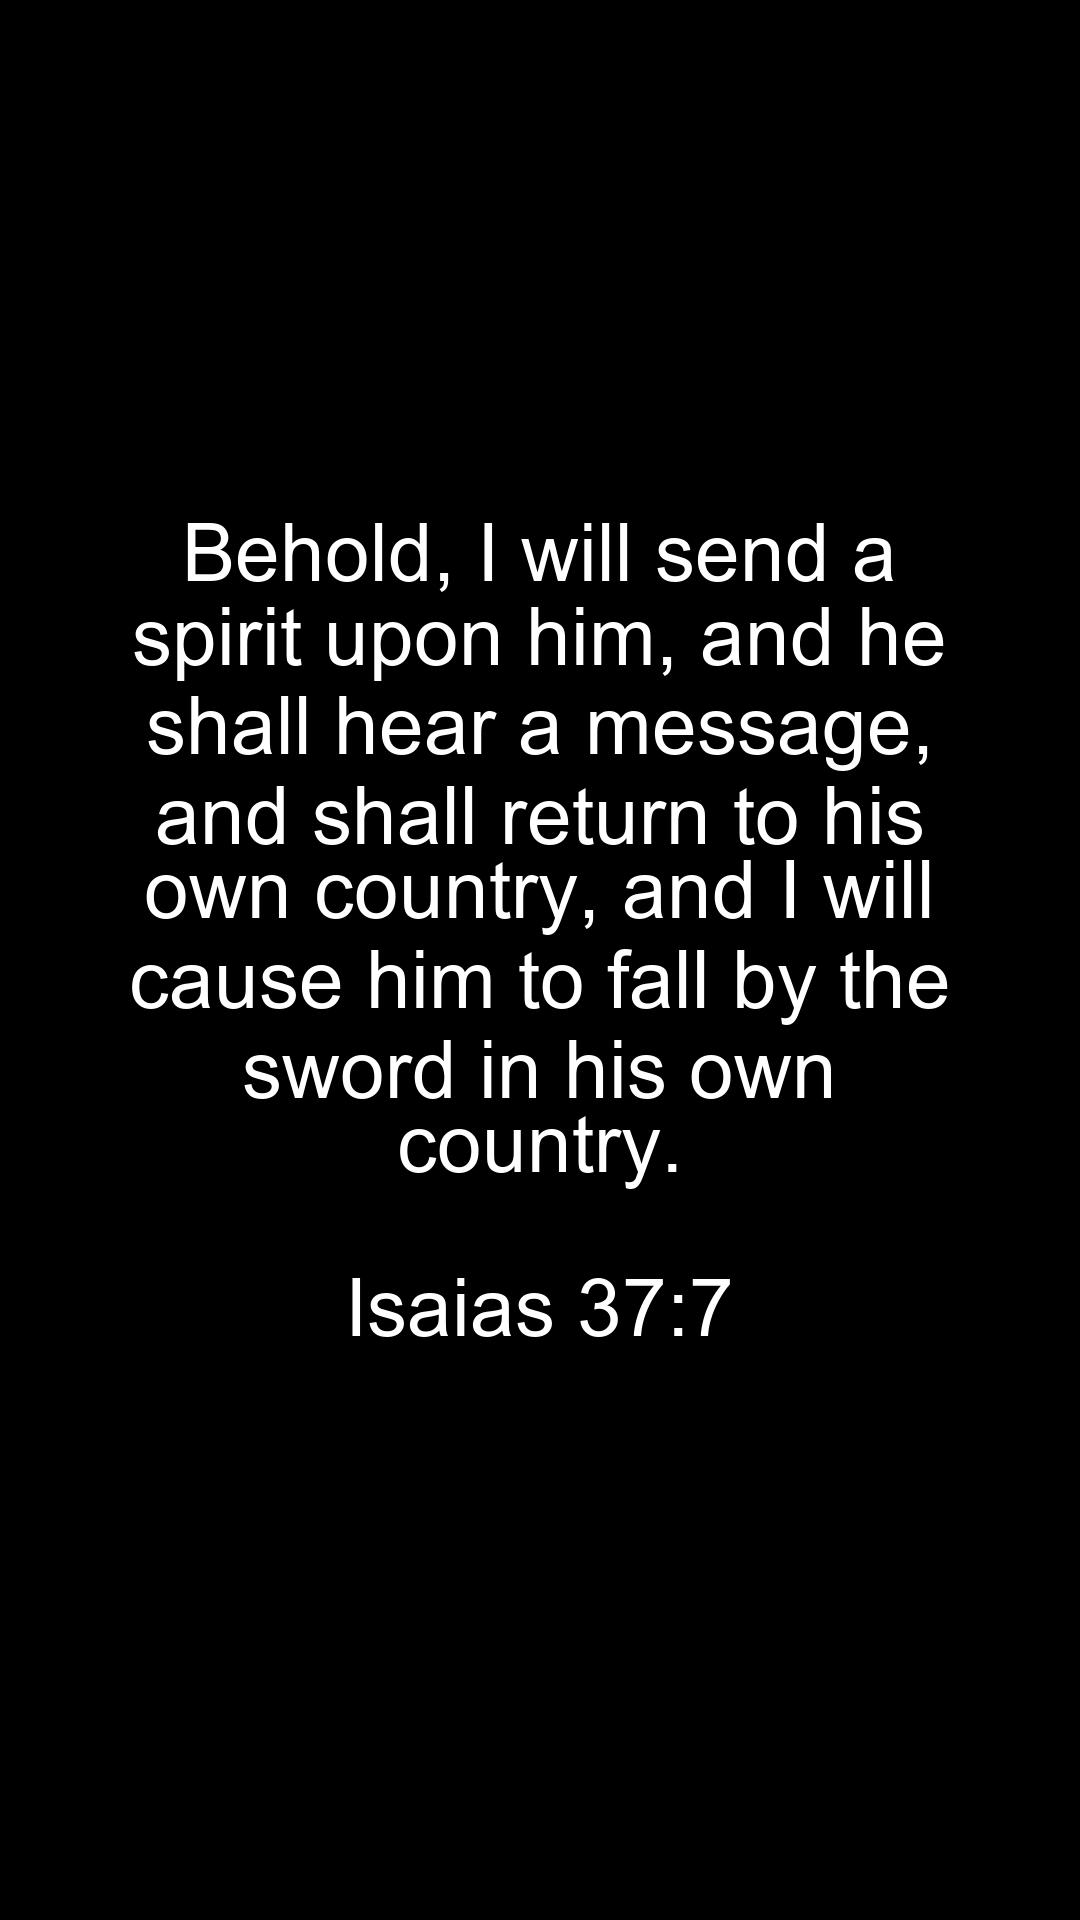 Behold, I will send a
spirit upon him, and he
shall hear a message,
and shall return to his
own country, and I will
cause him to fall by the
sword in his own
country.
Isaias 37:7